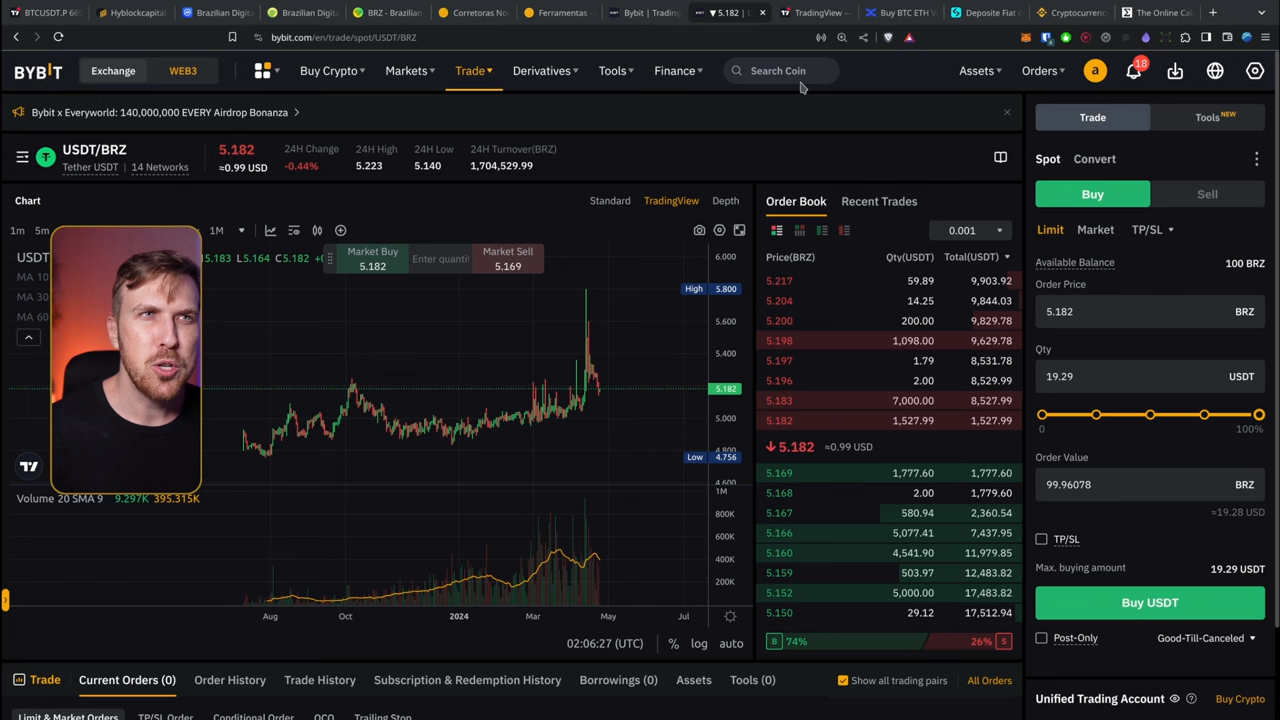 BTCUSDT.P 66
Hyblockcapital
Brazilian Digita
Brazilian Digita
BRZ - Brazilian
Corretoras Nov
Ferramentas -
Bybit | Trading
▼5.182 | U
TradingView —
Buy BTC ETH W
Deposite Fiat c
Cryptocurrency
The Online Cal
bybit.com/en/trade/spot/USDT/BRZ
BYBIT
Exchange
WEB3
Buy Crypto
Markets
Trade
Derivatives
Tools
Finance
Search Coin
Assets
Orders
a
18
Bybit x Everyworld: 140,000,000 EVERY Airdrop Bonanza >
USDT/BRZ
Tether USDT | 14 Networks
5.182
≈0.99 USD
24H Change
-0.44%
24H High
5.223
24H Low
5.140
24H Turnover(BRZ)
1,704,529.99
Chart
Standard
TradingView
Depth
1m 5m
1M
USDT
5.183 L5.164 C5.182
MA 10
MA 30
MA 60
Market Buy
5.182
Enter quanti
Market Sell
5.169
6.000
High 5.800
5.600
5.400
5.182
5.000
4.800
Low 4.756
4.600
Volume 20 SMA 9 9.297K 395.315K
1M
800K
600K
400K
200K
Aug Oct 2024 Mar May Jul
02:06:27 (UTC) % log auto
Order Book
Recent Trades
0.001
Price(BRZ) Qty(USDT) Total(USDT)
5.217 59.89 9,903.92
5.204 14.25 9,844.03
5.200 200.00 9,829.78
5.198 1,098.00 9,629.78
5.197 1.79 8,531.78
5.196 2.00 8,529.99
5.183 7,000.00 8,527.99
5.182 1,527.99 1,527.99
↓5.182 ≈0.99 USD
5.169 1,777.60 1,777.60
5.168 2.00 1,779.60
5.167 580.94 2,360.54
5.166 5,077.41 7,437.95
5.160 4,541.90 11,979.85
5.159 503.97 12,483.82
5.152 5,000.00 17,483.82
5.150 29.12 17,512.94
B 74% 26% S
Trade
Tools NEW
Spot
Convert
Buy
Sell
Limit
Market
TP/SL
Available Balance
100 BRZ
Order Price
5.182 BRZ
Qty
19.29 USDT
0 100%
Order Value
99.96078 BRZ
≈19.28 USD
TP/SL
Max. buying amount 19.29 USDT
Buy USDT
Post-Only
Good-Till-Canceled
Trade
Current Orders (0)
Order History
Trade History
Subscription & Redemption History
Borrowings (0)
Assets
Tools (0)
Show all trading pairs
All Orders
Limit & Market Orders
TP/SL Order
Conditional Order
OCO
Trailing Stop
Unified Trading Account
Buy Crypto